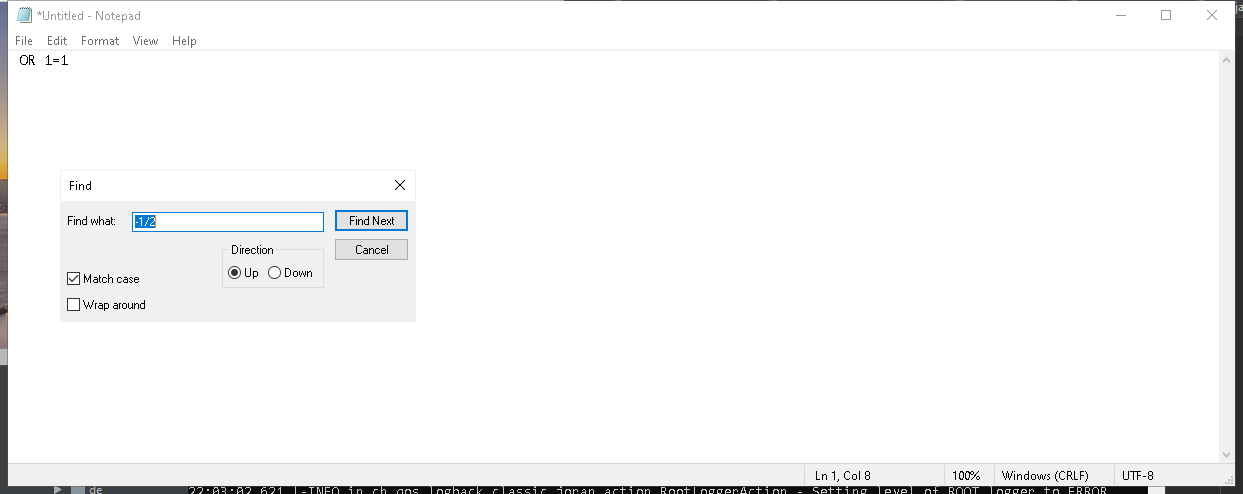 *Untitled - Notepad
File Edit Format View Help
OR 1=1
Find
Find what: -1/2 Find Next
Direction Cancel
Up Down
Match case
Wrap around
Ln 1, Col 8 100% Windows (CRLF) UTF-8
de 22:03:02,621 |-INFO in ch.qos.logback.classic.joran.action.RootLoggerAction - Setting level of ROOT logger to ERROR